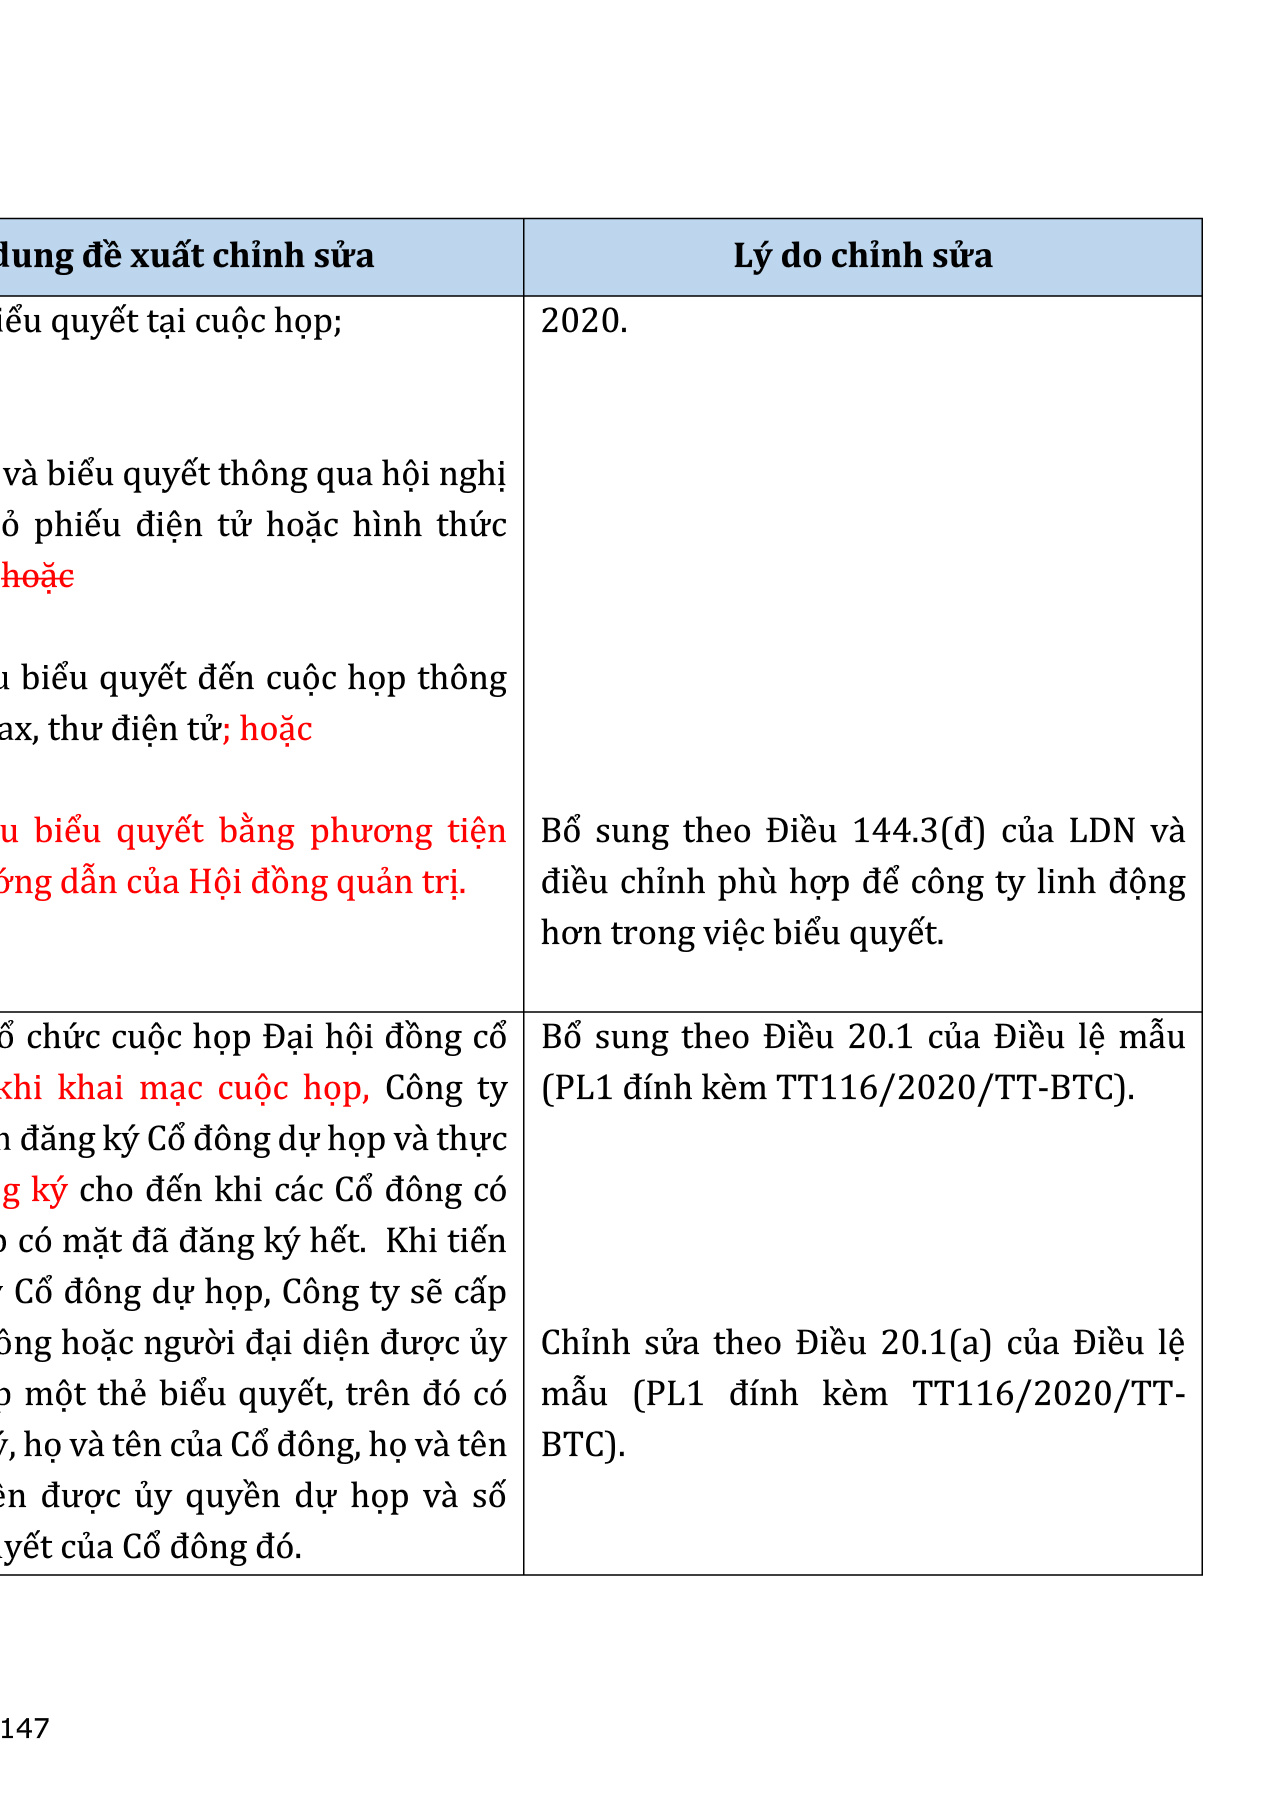 dung đề xuất chỉnh sửa
Lý do chỉnh sửa
iểu quyết tại cuộc họp;
và biểu quyết thông qua hội nghị
ỏ phiếu điện tử hoặc hình thức
hoặc
u biểu quyết đến cuộc họp thông
ax, thư điện tử; hoặc
u biểu quyết bằng phương tiện
ớng dẫn của Hội đồng quản trị.
2020.
Bổ sung theo Điều 144.3(đ) của LDN và
điều chỉnh phù hợp để công ty linh động
hơn trong việc biểu quyết.
ổ chức cuộc họp Đại hội đồng cổ
khi khai mạc cuộc họp, Công ty
đăng ký Cổ đông dự họp và thực
g ký cho đến khi các Cổ đông có
có mặt đã đăng ký hết. Khi tiến
Cổ đông dự họp, Công ty sẽ cấp
ông hoặc người đại diện được ủy
một thẻ biểu quyết, trên đó có
ý, họ và tên của Cổ đông, họ và tên
ện được ủy quyền dự họp và số
yết của Cổ đông đó.
Bổ sung theo Điều 20.1 của Điều lệ mẫu
(PL1 đính kèm TT116/2020/TT-BTC).
Chỉnh sửa theo Điều 20.1(a) của Điều lệ
mẫu (PL1 đính kèm TT116/2020/TT-
BTC).
147